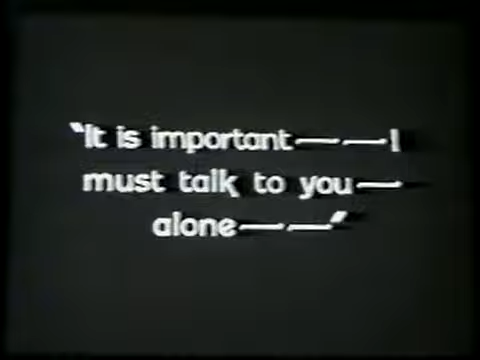 "It is important — — I
must talk to you —
alone — —"